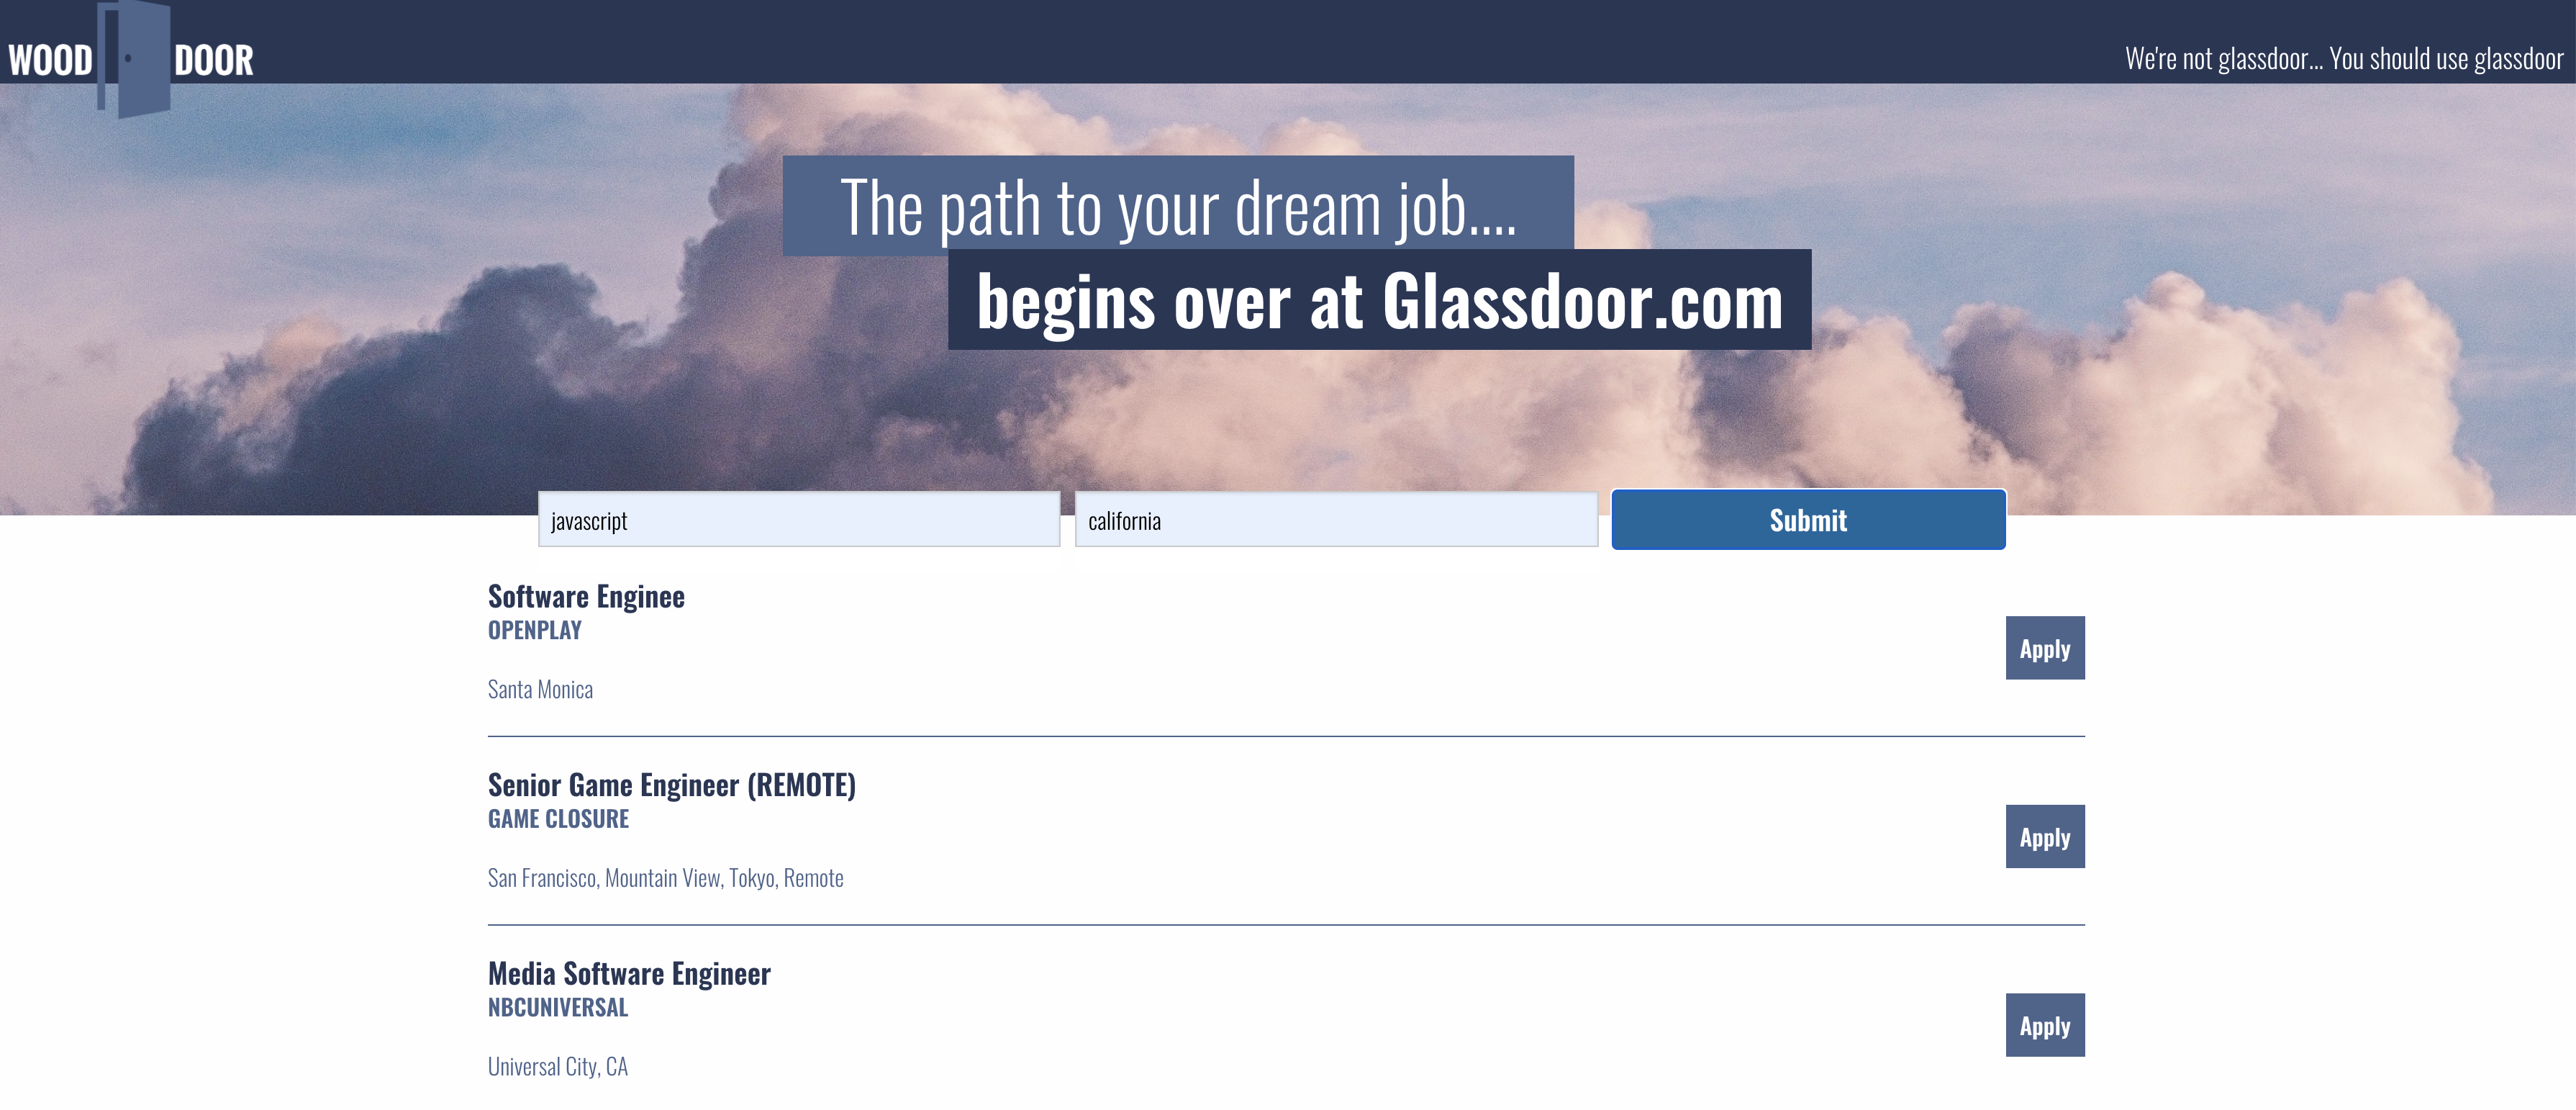 WOOD DOOR
We're not glassdoor... You should use glassdoor
The path to your dream job....
begins over at Glassdoor.com
javascript
california
Submit
Software Enginee
OPENPLAY
Apply
Santa Monica
Senior Game Engineer (REMOTE)
GAME CLOSURE
Apply
San Francisco, Mountain View, Tokyo, Remote
Media Software Engineer
NBCUNIVERSAL
Apply
Universal City, CA